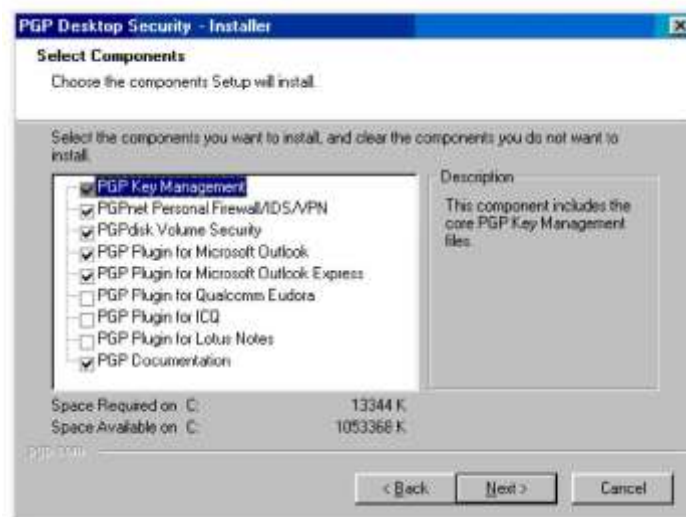 PGP Desktop Security - Installer
Select Components
Choose the components Setup will install.
Select the components you want to install, and clear the components you do not want to
install.
PGP Key Management
PGPnet Personal Firewall/IDS/VPN
PGPdisk Volume Security
PGP Plugin for Microsoft Outlook
PGP Plugin for Microsoft Outlook Express
PGP Plugin for Qualcomm Eudora
PGP Plugin for ICQ
PGP Plugin for Lotus Notes
PGP Documentation
Description
This component includes the
core PGP Key Management
files.
Space Required on C: 13344 K
Space Available on C: 1053368 K
pgp.com
< Back
Next >
Cancel